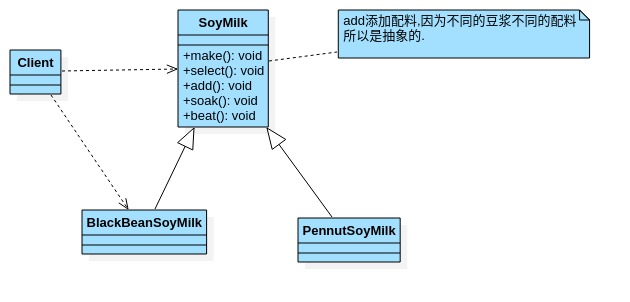 SoyMilk
+make(): void
+select(): void
+add(): void
+soak(): void
+beat(): void
add添加配料,因为不同的豆浆不同的配料
所以是抽象的.
Client
BlackBeanSoyMilk
PennutSoyMilk